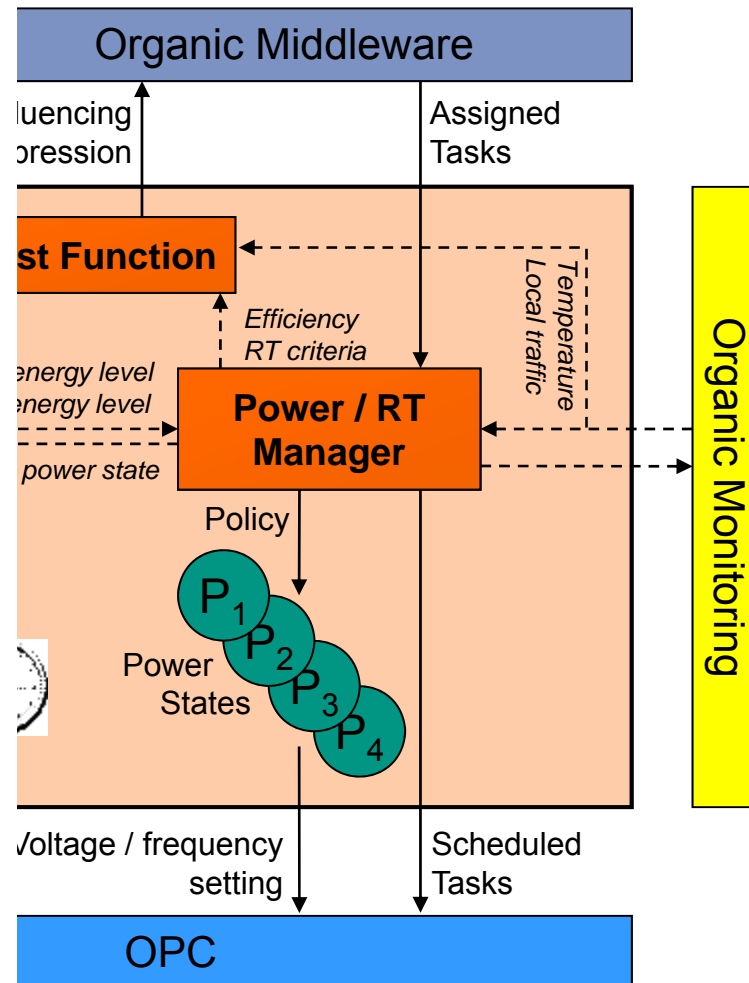 Organic Middleware
luencing
pression
Assigned
Tasks
st Function
Temperature
Local traffic
Efficiency
RT criteria
energy level
energy level
power state
Power / RT
Manager
Organic Monitoring
Policy
P1
P2
P3
P4
Power
States
Voltage / frequency
setting
Scheduled
Tasks
OPC